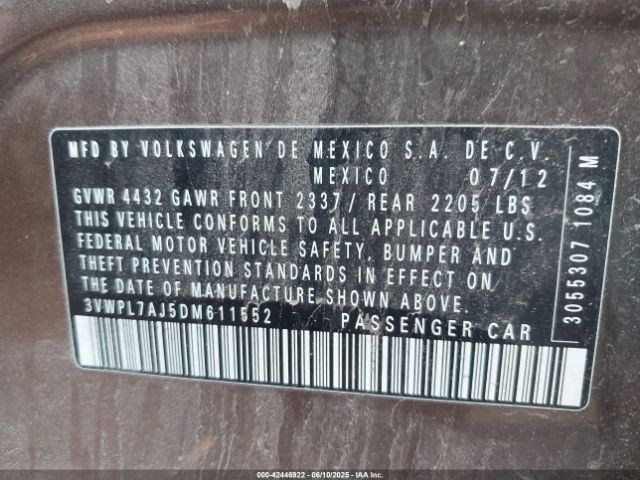 MFD BY VOLKSWAGEN DE MEXICO S.A. DE C.V.
MEXICO 07/12
GVWR 4432 GAWR FRONT 2337/ REAR 2205 LBS
THIS VEHICLE CONFORMS TO ALL APPLICABLE U.S.
FEDERAL MOTOR VEHICLE SAFETY, BUMPER AND
THEFT PREVENTION STANDARDS IN EFFECT ON
THE DATE OF MANUFACTURE SHOWN ABOVE.
3VWPL7AJ5DM611552 PASSENGER CAR
3055307 1084 M
000-42446922 - 06/10/2025 - IAA Inc.